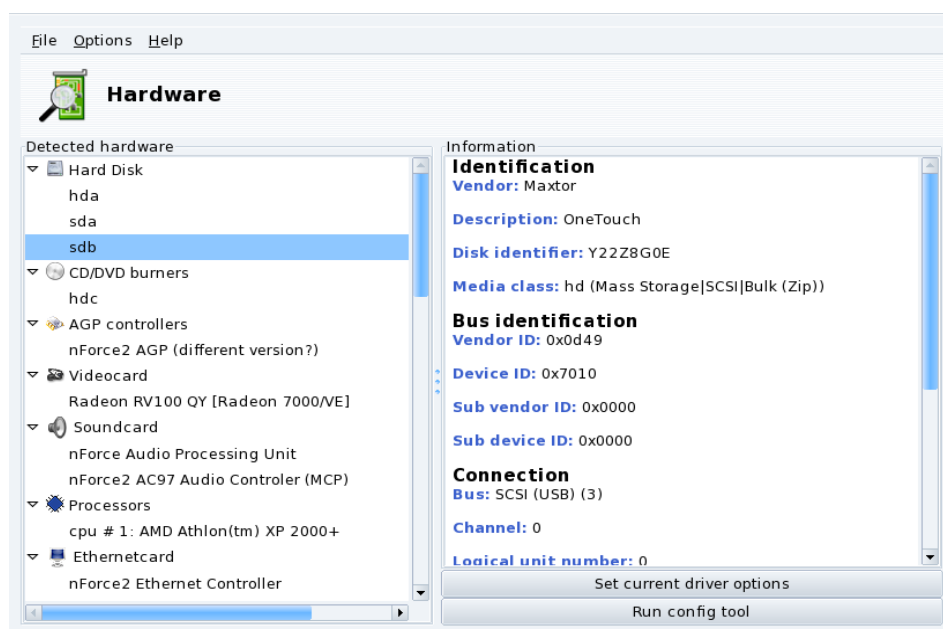 File Options Help
Hardware
Detected hardware
Hard Disk
hda
sda
sdb
CD/DVD burners
hdc
AGP controllers
nForce2 AGP (different version?)
Videocard
Radeon RV100 QY [Radeon 7000/VE]
Soundcard
nForce Audio Processing Unit
nForce2 AC97 Audio Controler (MCP)
Processors
cpu # 1: AMD Athlon(tm) XP 2000+
Ethernetcard
nForce2 Ethernet Controller
Information
Identification
Vendor: Maxtor
Description: OneTouch
Disk identifier: Y22Z8G0E
Media class: hd (Mass Storage|SCSI|Bulk (Zip))
Bus identification
Vendor ID: 0x0d49
Device ID: 0x7010
Sub vendor ID: 0x0000
Sub device ID: 0x0000
Connection
Bus: SCSI (USB) (3)
Channel: 0
Logical unit number: 0
Set current driver options
Run config tool